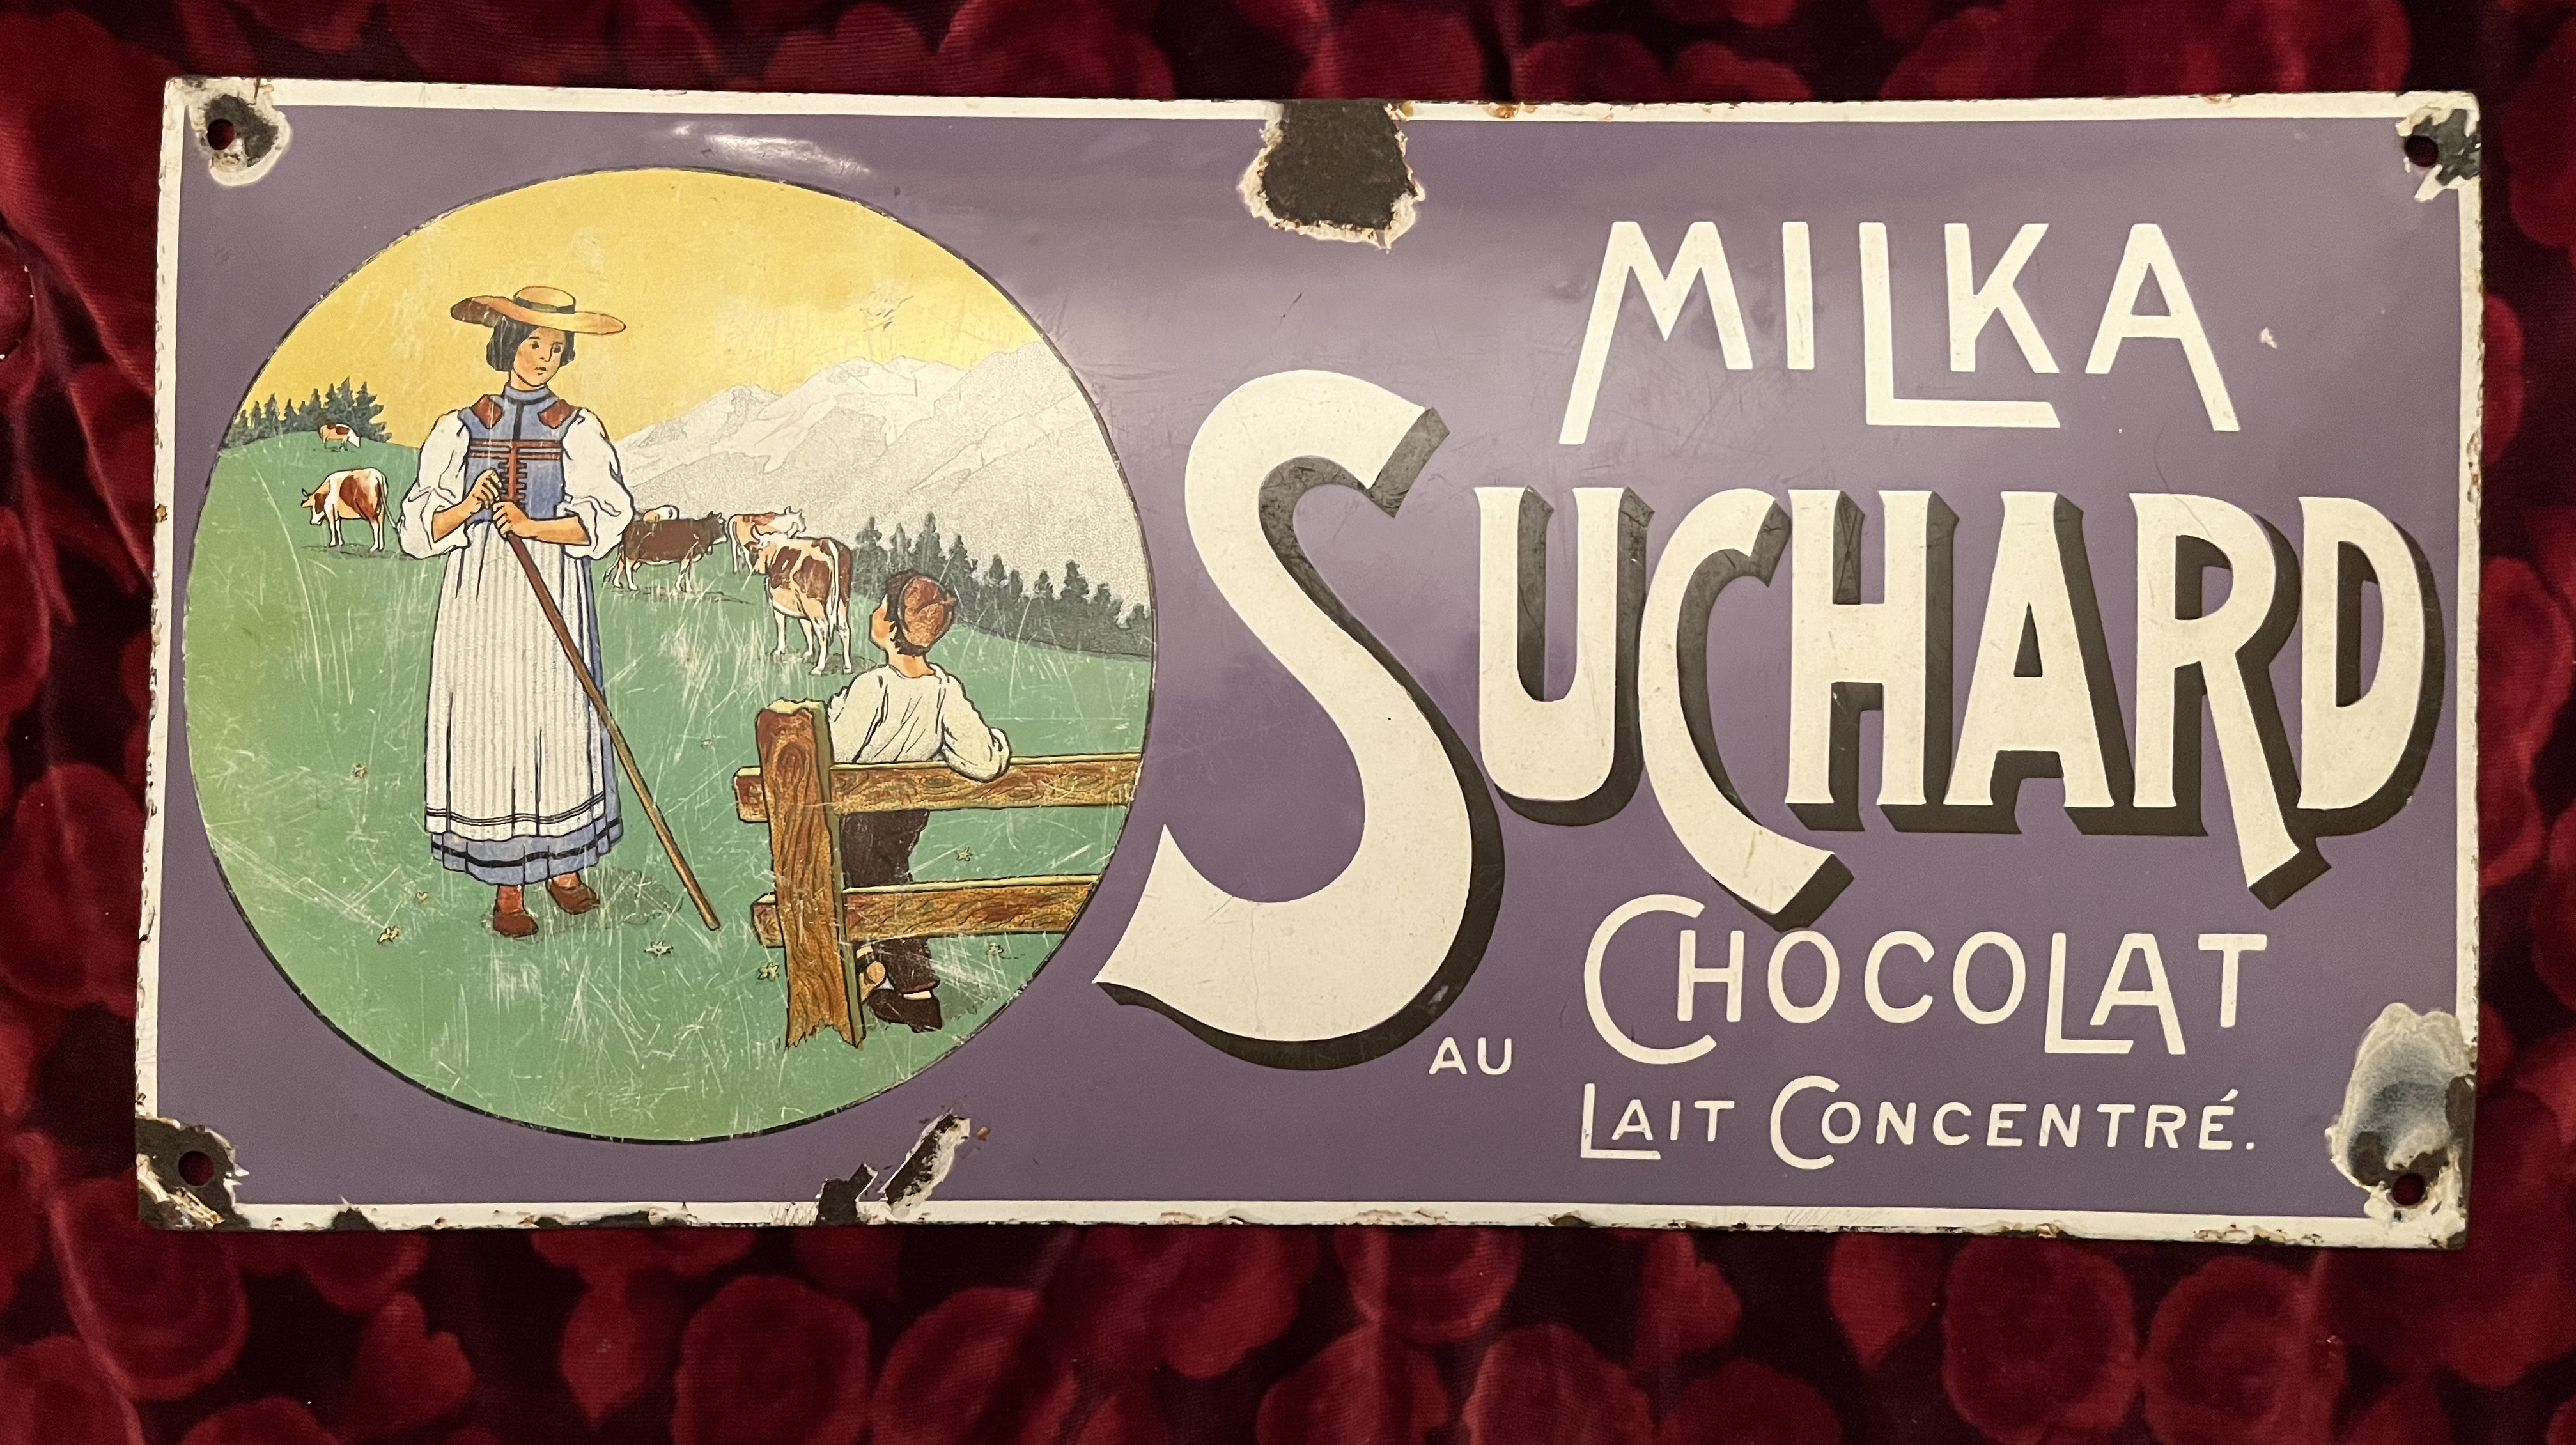 MILKA
SUCHARD
CHOCOLAT
AU
LAIT CONCENTRÉ.